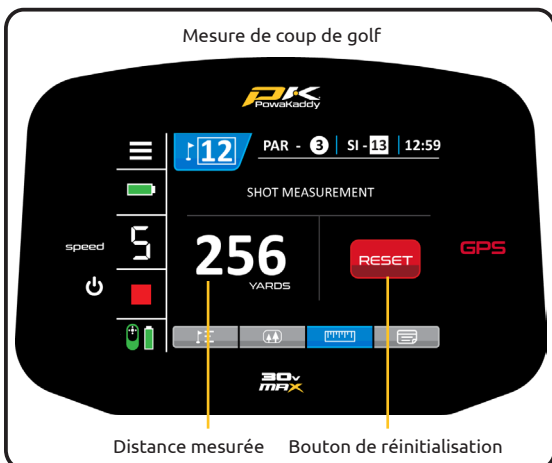 Mesure de coup de golf
PK
PowaKaddy
12 PAR - 3 SI - 13 12:59
SHOT MEASUREMENT
speed 5
256
YARDS
RESET
GPS
30v
MAX
Distance mesurée Bouton de réinitialisation